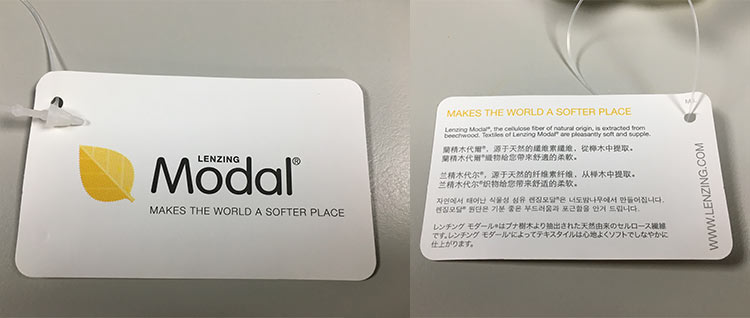 LENZING
Modal®
MAKES THE WORLD A SOFTER PLACE
MAKES THE WORLD A SOFTER PLACE
Lenzing Modal®, the cellulose fiber of natural origin, is extracted from
beechwood. Textiles of Lenzing Modal® are pleasantly soft and supple.
蘭精木代爾®，源于天然的纖維素纖維，從櫸木中提取。
蘭精木代爾®織物給您帶來舒適的柔軟。
兰精木代尔®，源于天然的纤维素纤维，从榉木中提取。
兰精木代尔®织物给您带来舒适的柔软。
자연에서 태어난 식물성 섬유 렌징모달®은 너도밤나무에서 만들어집니다.
렌징모달® 원단은 기분 좋은 부드러움과 포근함을 안겨 드립니다.
レンチング モダール®はブナ樹木より抽出された天然由来のセルロース繊維
です。レンチング モダール®によってテキスタイルは心地よくソフトでしなやかに
仕上がります。
WWW.LENZING.COM